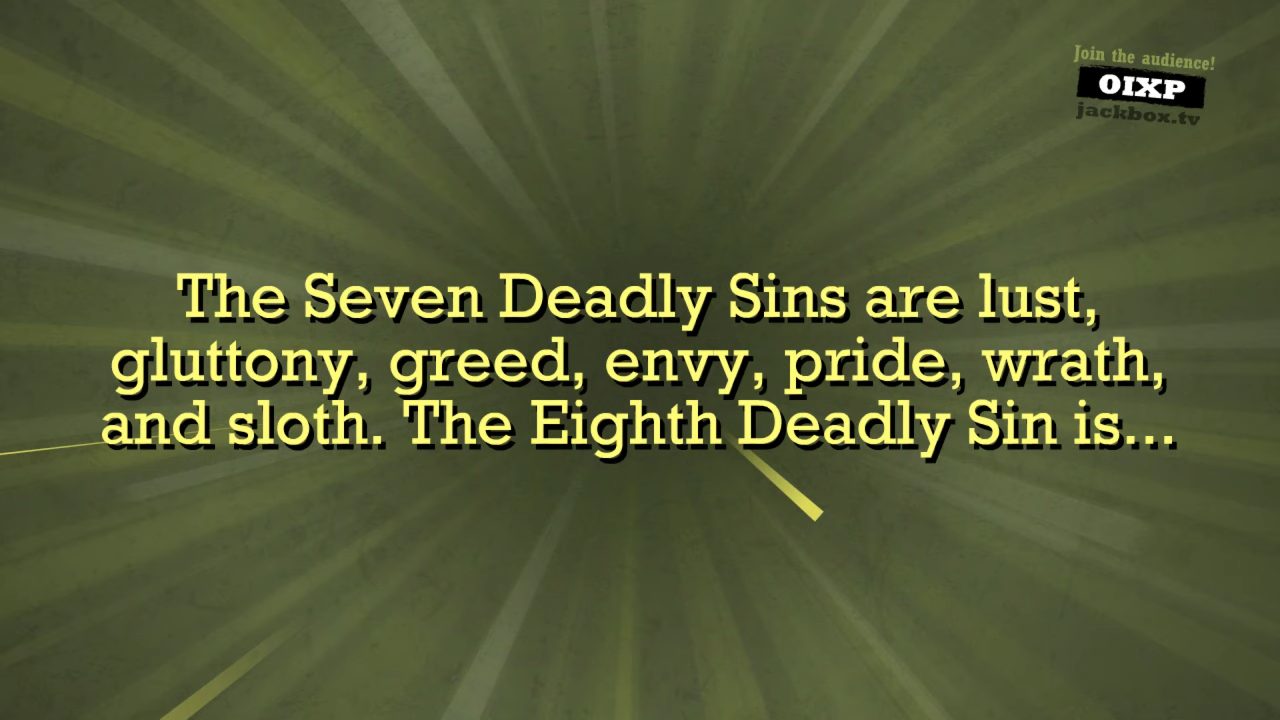 Join the audience!
OIXP
jackbox.tv
The Seven Deadly Sins are lust,
gluttony, greed, envy, pride, wrath,
and sloth. The Eighth Deadly Sin is...